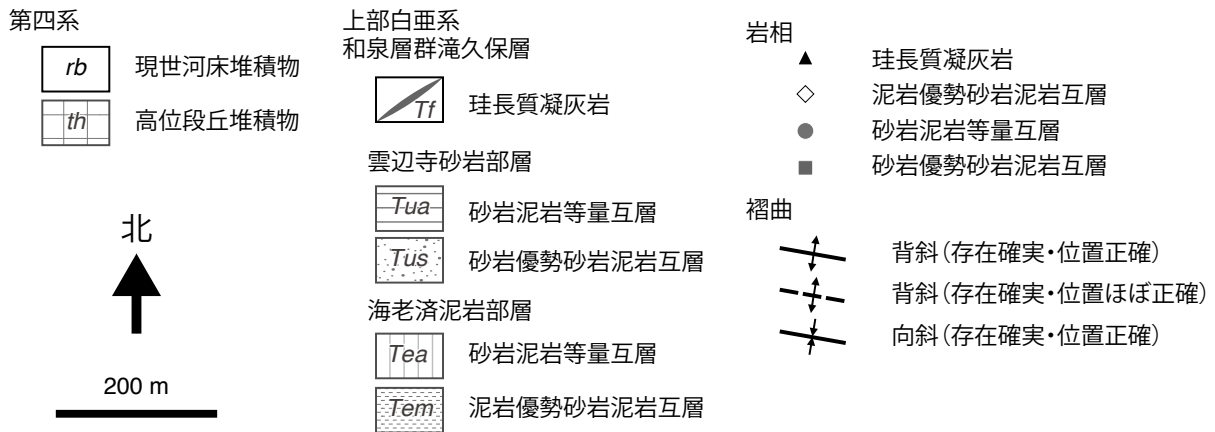 第四系
rb 現世河床堆積物
th 高位段丘堆積物
北
200 m
上部白亜系
和泉層群滝久保層
Tf 珪長質凝灰岩
雲辺寺砂岩部層
Tua 砂岩泥岩等量互層
Tus 砂岩優勢砂岩泥岩互層
海老済泥岩部層
Tea 砂岩泥岩等量互層
Tem 泥岩優勢砂岩泥岩互層
岩相
珪長質凝灰岩
泥岩優勢砂岩泥岩互層
砂岩泥岩等量互層
砂岩優勢砂岩泥岩互層
褶曲
背斜(存在確実・位置正確)
背斜(存在確実・位置ほぼ正確)
向斜(存在確実・位置正確)